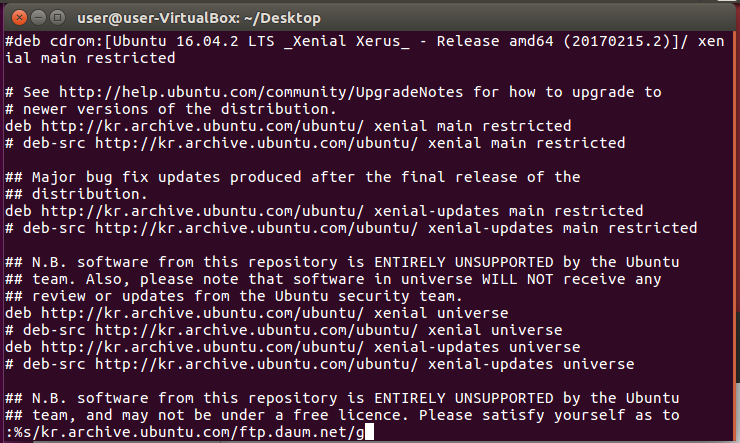 user@user-VirtualBox: ~/Desktop
#deb cdrom:[Ubuntu 16.04.2 LTS _Xenial Xerus_ - Release amd64 (20170215.2)]/ xen
ial main restricted
# See http://help.ubuntu.com/community/UpgradeNotes for how to upgrade to
# newer versions of the distribution.
deb http://kr.archive.ubuntu.com/ubuntu/ xenial main restricted
# deb-src http://kr.archive.ubuntu.com/ubuntu/ xenial main restricted
## Major bug fix updates produced after the final release of the
## distribution.
deb http://kr.archive.ubuntu.com/ubuntu/ xenial-updates main restricted
# deb-src http://kr.archive.ubuntu.com/ubuntu/ xenial-updates main restricted
## N.B. software from this repository is ENTIRELY UNSUPPORTED by the Ubuntu
## team. Also, please note that software in universe WILL NOT receive any
## review or updates from the Ubuntu security team.
deb http://kr.archive.ubuntu.com/ubuntu/ xenial universe
# deb-src http://kr.archive.ubuntu.com/ubuntu/ xenial universe
deb http://kr.archive.ubuntu.com/ubuntu/ xenial-updates universe
# deb-src http://kr.archive.ubuntu.com/ubuntu/ xenial-updates universe
## N.B. software from this repository is ENTIRELY UNSUPPORTED by the Ubuntu
## team, and may not be under a free licence. Please satisfy yourself as to
:%s/kr.archive.ubuntu.com/ftp.daum.net/g